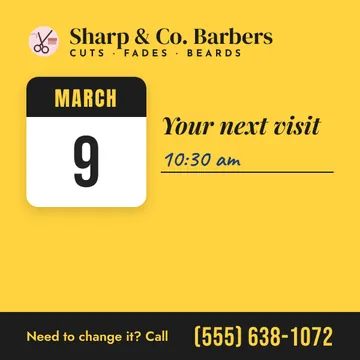 Sharp & Co. Barbers
CUTS · FADES · BEARDS
MARCH
9
Your next visit
10:30 am
Need to change it? Call
(555) 638-1072